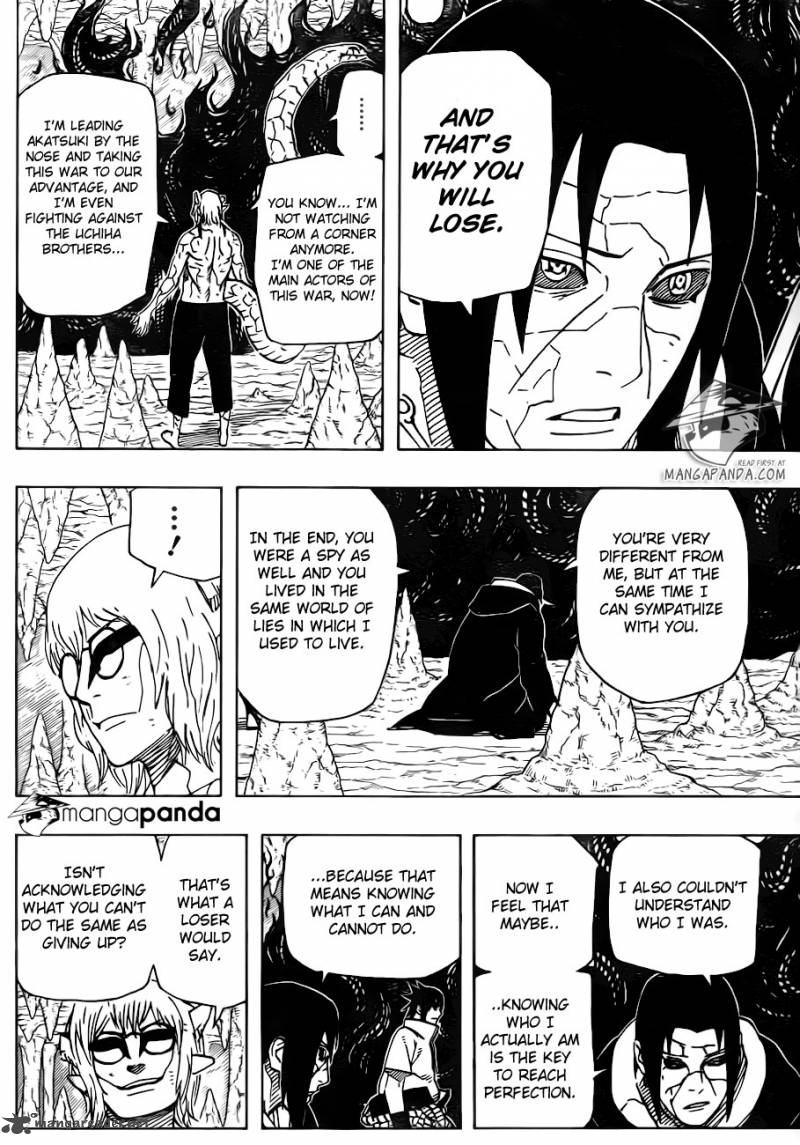 AND
THAT'S
WHY YOU
WILL
LOSE.
.......
YOU KNOW... I'M
NOT WATCHING
FROM A CORNER
ANYMORE.
I'M ONE OF THE
MAIN ACTORS OF
THIS WAR, NOW!
I'M LEADING
AKATSUKI BY THE
NOSE AND TAKING
THIS WAR TO OUR
ADVANTAGE, AND
I'M EVEN
FIGHTING AGAINST
THE UCHIHA
BROTHERS...
READ FIRST AT
MANGAPANDA.COM
YOU'RE VERY
DIFFERENT FROM
ME, BUT AT THE
SAME TIME I
CAN SYMPATHIZE
WITH YOU.
IN THE END, YOU
WERE A SPY AS
WELL AND YOU
LIVED IN THE
SAME WORLD OF
LIES IN WHICH I
USED TO LIVE.
....!
mangapanda
I ALSO COULDN'T
UNDERSTAND
WHO I WAS.
NOW I
FEEL THAT
MAYBE..
..KNOWING
WHO I
ACTUALLY AM
IS THE KEY
TO REACH
PERFECTION.
...BECAUSE THAT
MEANS KNOWING
WHAT I CAN AND
CANNOT DO.
THAT'S
WHAT A
LOSER
WOULD
SAY.
ISN'T
ACKNOWLEDGING
WHAT YOU CAN'T
DO THE SAME AS
GIVING UP?